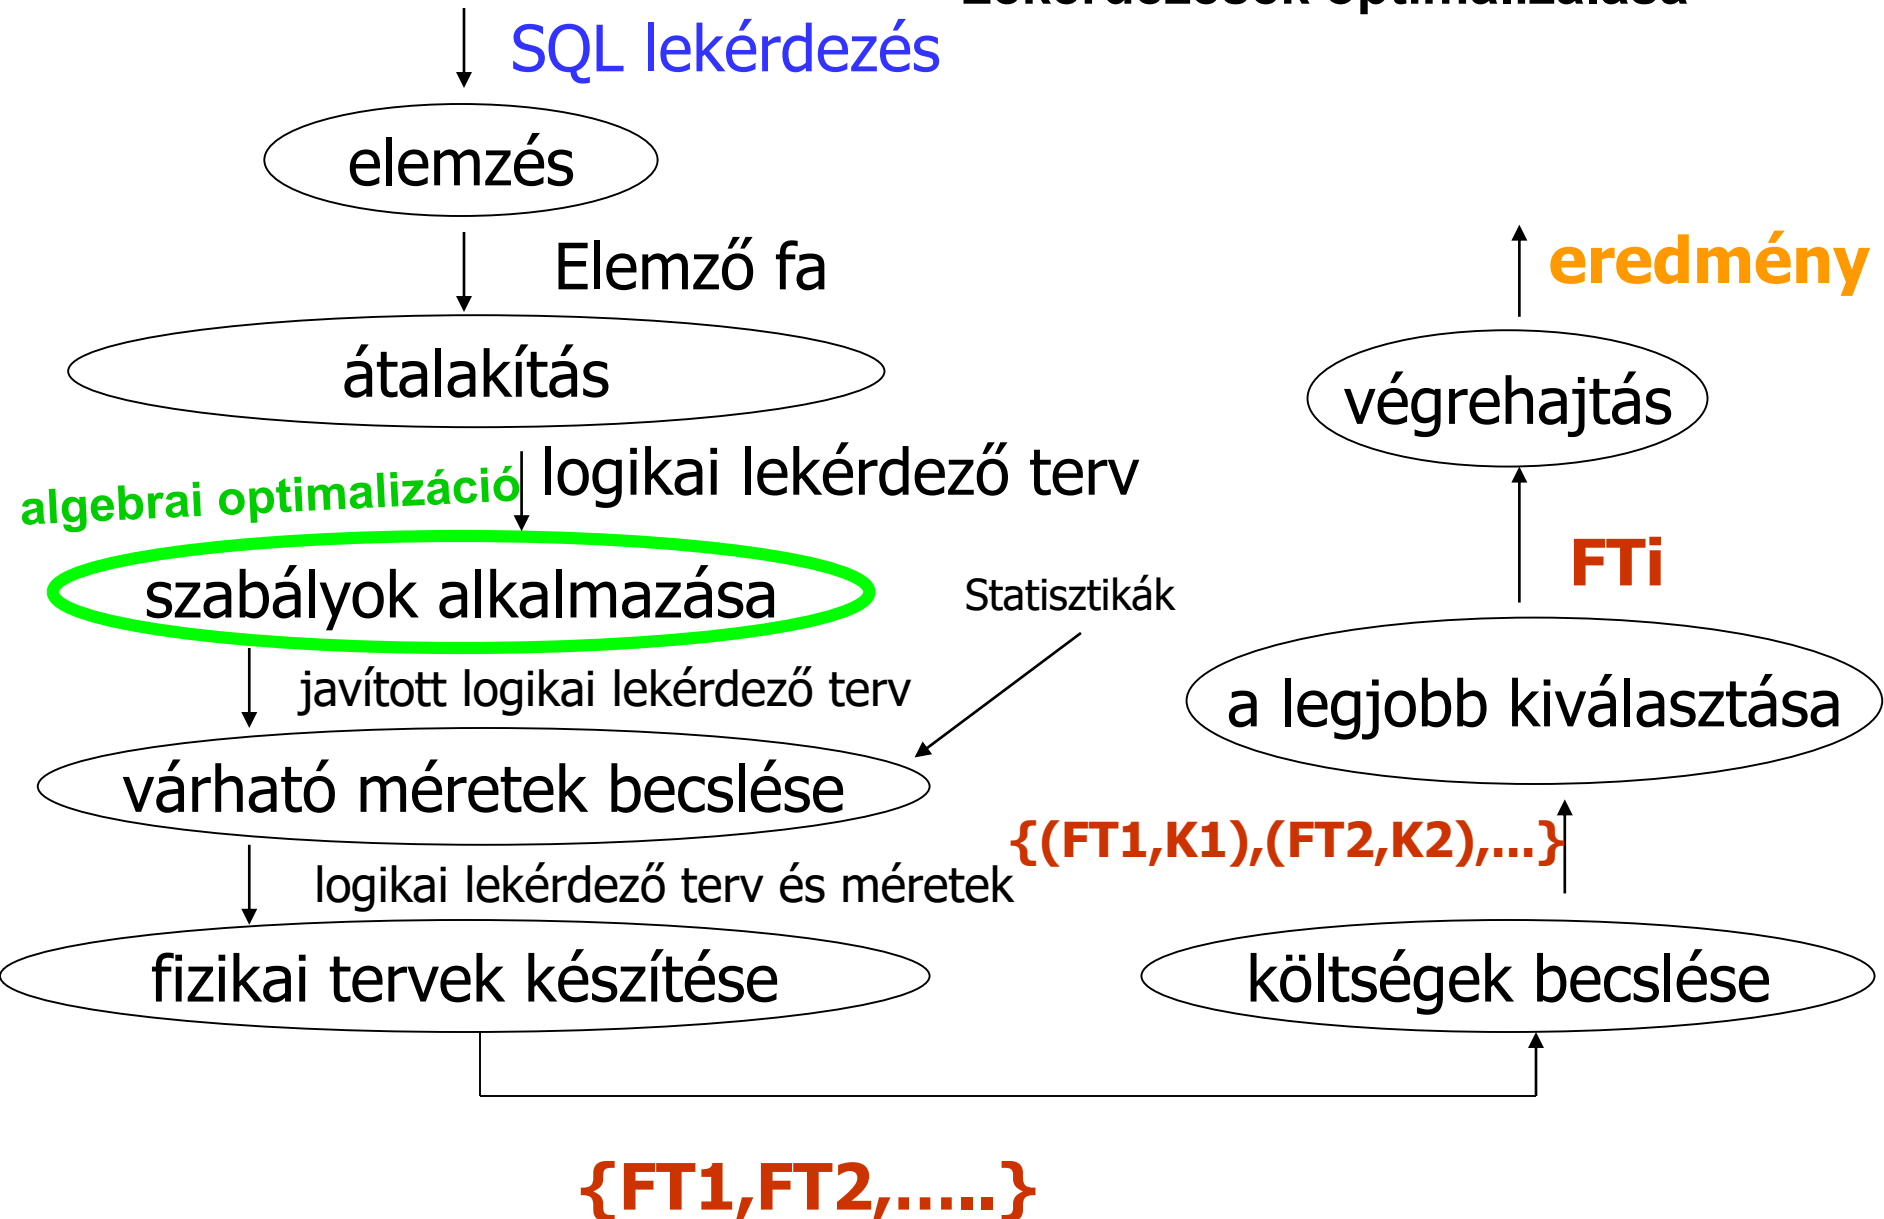 Lekérdezések optimalizálása
SQL lekérdezés
elemzés
Elemző fa
átalakítás
logikai lekérdező terv
algebrai optimalizáció
szabályok alkalmazása
Statisztikák
javított logikai lekérdező terv
várható méretek becslése
logikai lekérdező terv és méretek
fizikai tervek készítése
{FT1,FT2,…..}
költségek becslése
{(FT1,K1),(FT2,K2),...}
a legjobb kiválasztása
FTi
végrehajtás
eredmény